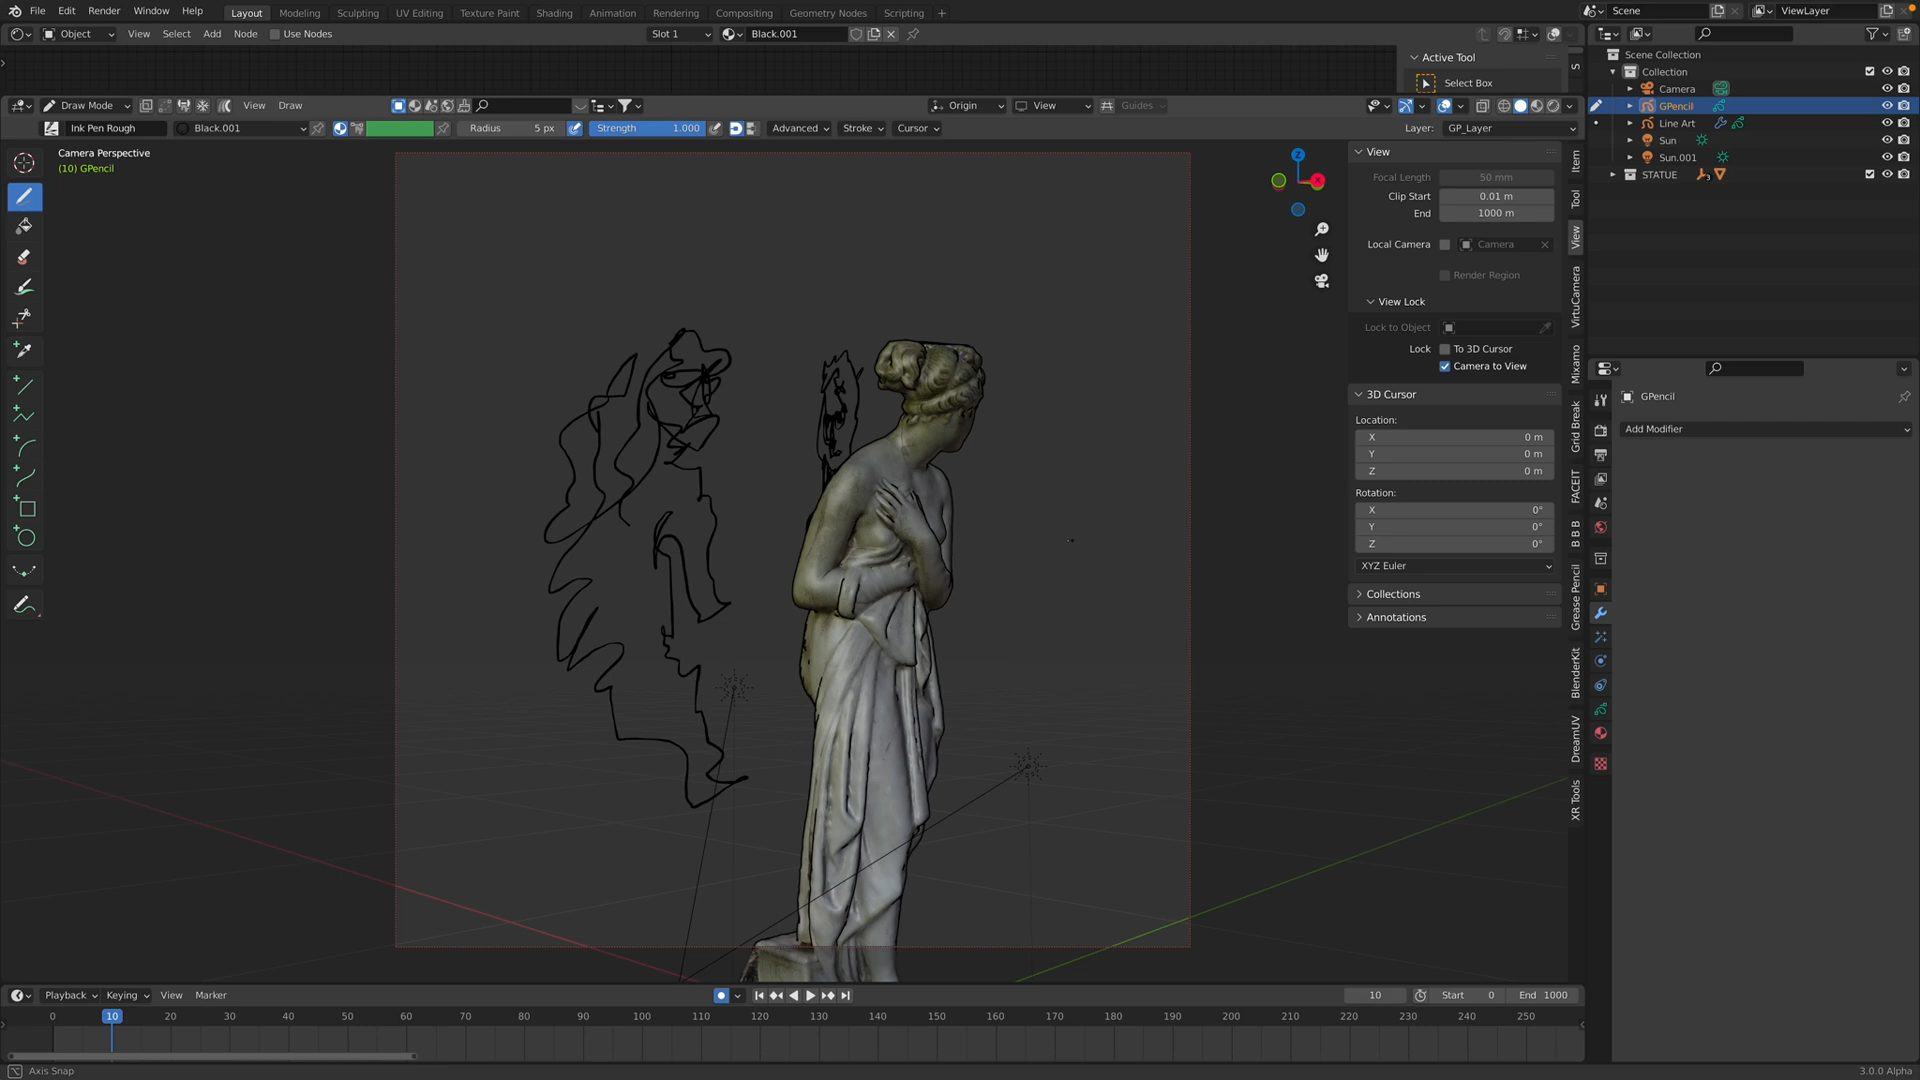 File Edit Render Window Help Layout Modeling Sculpting UV Editing Texture Paint Shading Animation Rendering Compositing Geometry Nodes Scripting + Scene ViewLayer
Object View Select Add Node Use Nodes Slot 1 Black.001
Active Tool
Select Box
Draw Mode View Draw Origin View Guides
Ink Pen Rough Black.001 Radius 5 px Strength 1.000 Advanced Stroke Cursor Layer: GP_Layer
Camera Perspective
(10) GPencil
Z
X
View
Focal Length 50 mm
Clip Start 0.01 m
End 1000 m
Local Camera Camera
Render Region
View Lock
Lock to Object
Lock To 3D Cursor
Camera to View
3D Cursor
Location:
X 0 m
Y 0 m
Z 0 m
Rotation:
X 0°
Y 0°
Z 0°
XYZ Euler
Collections
Annotations
S
Item
Tool
View
VirtuCamera
Mixamo
Grid Break
FACEIT
B B B
Grease Pencil
BlenderKit
DreamUV
XR Tools
Scene Collection
Collection
Camera
GPencil
Line Art
Sun
Sun.001
STATUE 3
GPencil
Add Modifier
Playback Keying View Marker 10 Start 0 End 1000
0 10 20 30 40 50 60 70 80 90 100 110 120 130 140 150 160 170 180 190 200 210 220 230 240 250
Axis Snap 3.0.0 Alpha